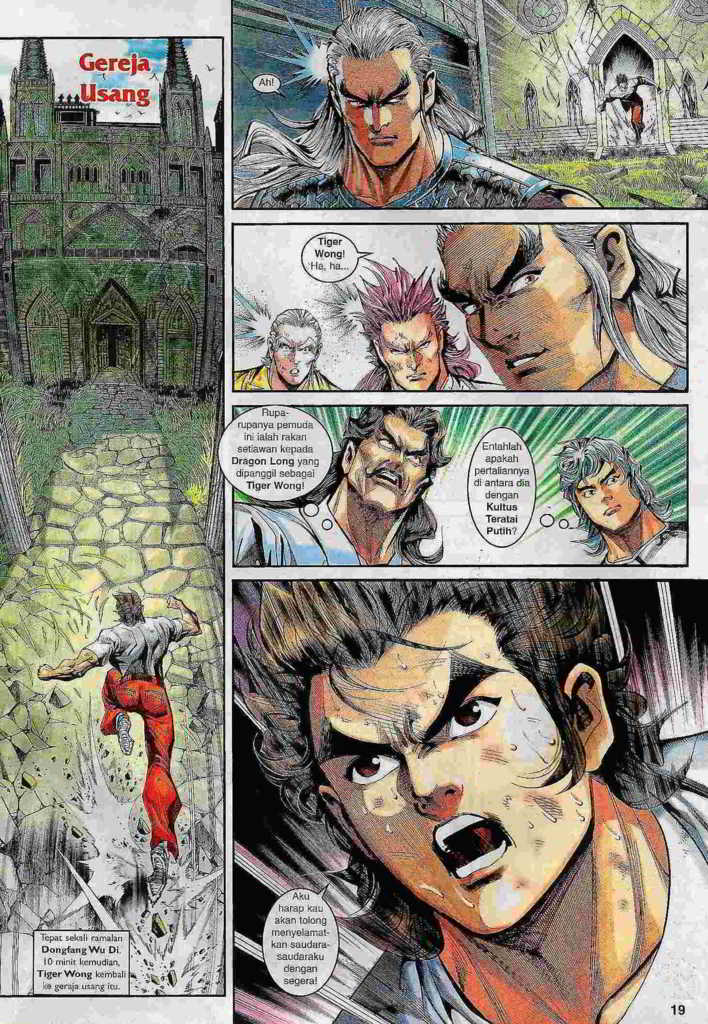 Gereja
Usang
Tepat sekali ramalan
Dongfang Wu Di.
10 minit kemudian,
Tiger Wong kembali
ke geraja usang itu.
Ah!
Tiger
Wong!
Ha, ha...
Rupa-
rupanya pemuda
ini ialah rakan
setiawan kepada
Dragon Long yang
dipanggil sebagai
Tiger Wong!
Entahlah
apakah
pertaliannya
di antara dia
dengan
Kultus
Teratai
Putih?
Aku
harap kau
akan tolong
menyelamat-
kan saudara-
saudaraku
dengan
segera!
19